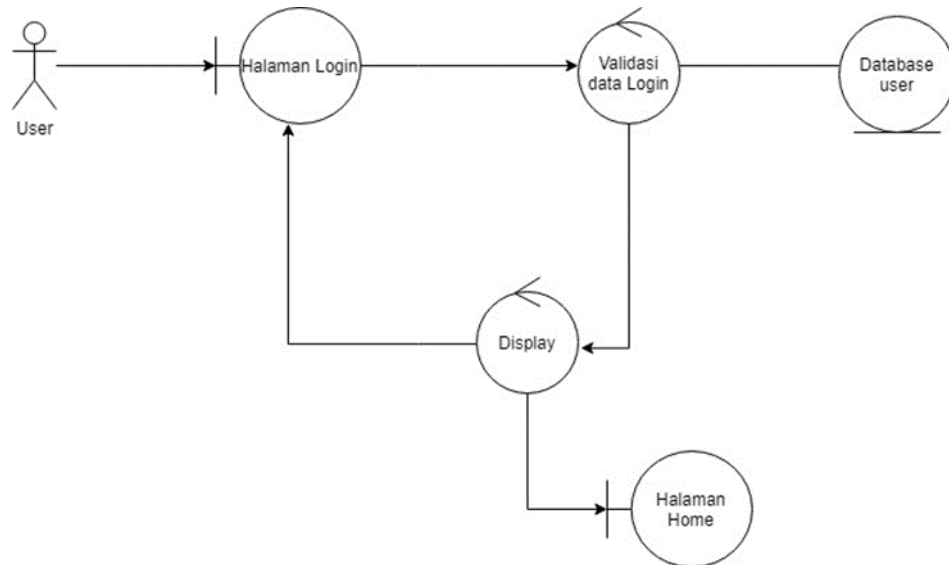 Halaman Login
Validasi
data Login
Database
user
User
Display
Halaman
Home